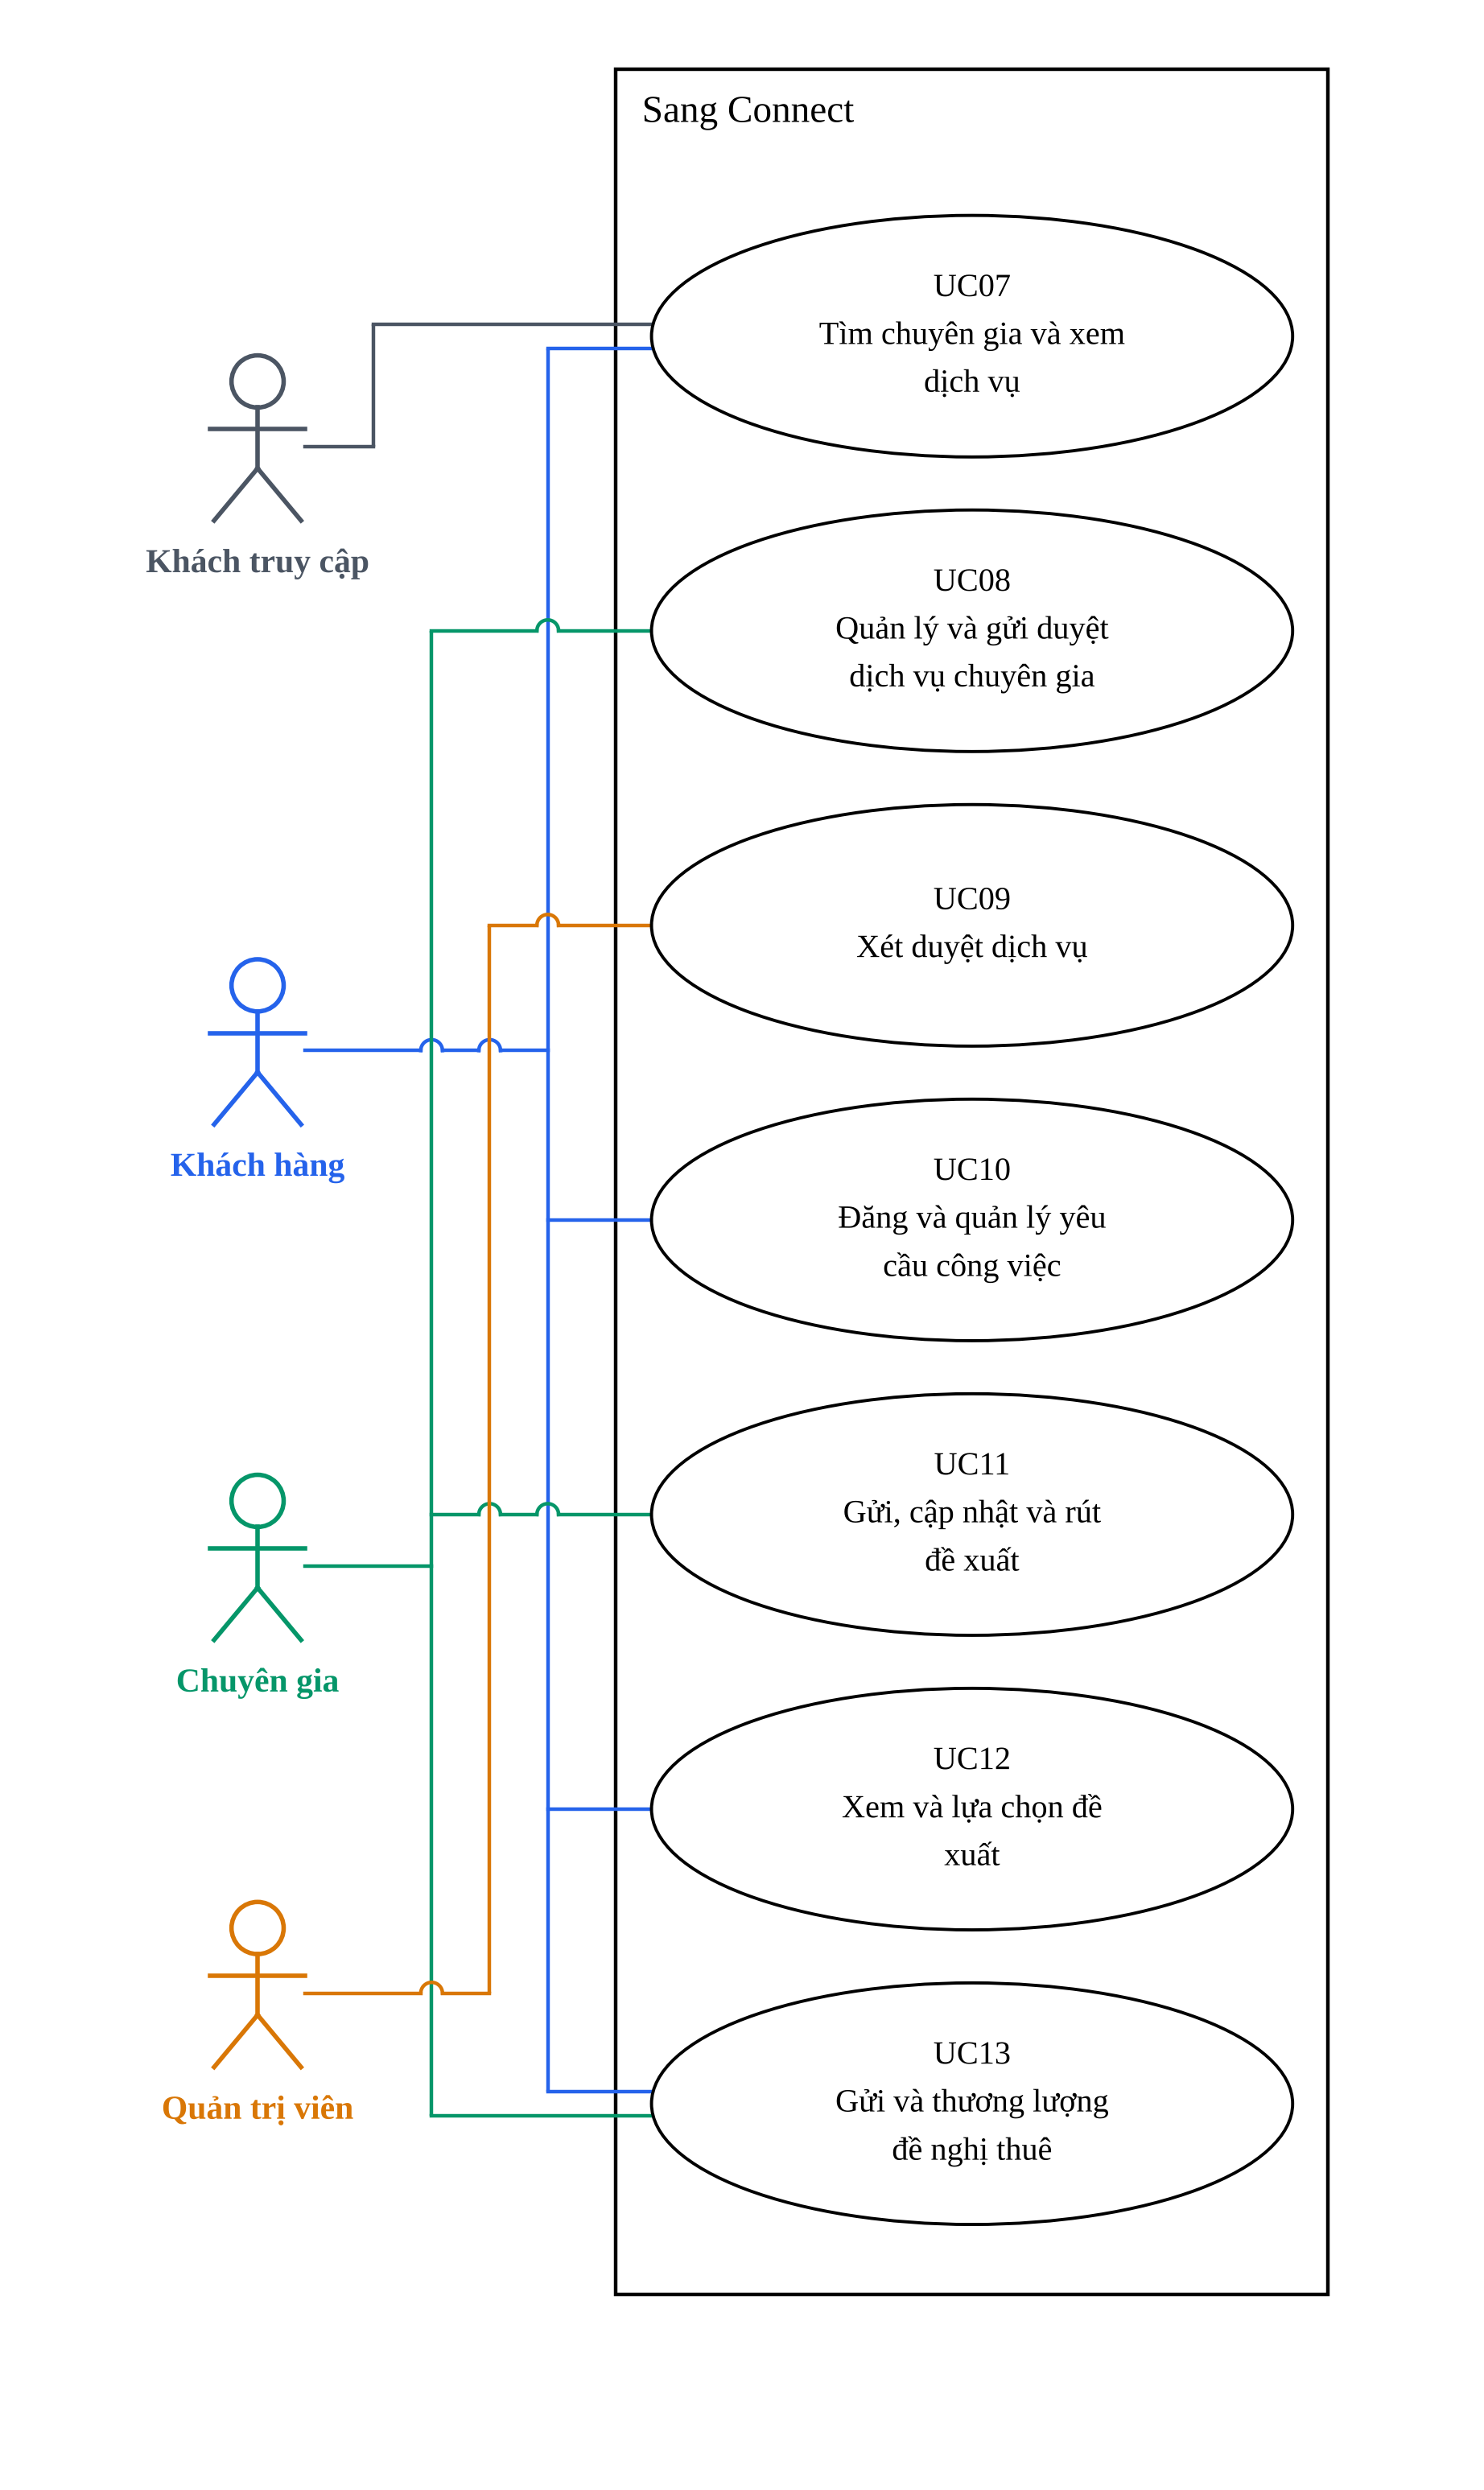 Sang Connect
UC07
Tìm chuyên gia và xem
dịch vụ
Khách truy cập
UC08
Quản lý và gửi duyệt
dịch vụ chuyên gia
UC09
Xét duyệt dịch vụ
Khách hàng
UC10
Đăng và quản lý yêu
cầu công việc
UC11
Gửi, cập nhật và rút
đề xuất
Chuyên gia
UC12
Xem và lựa chọn đề
xuất
Quản trị viên
UC13
Gửi và thương lượng
đề nghị thuê